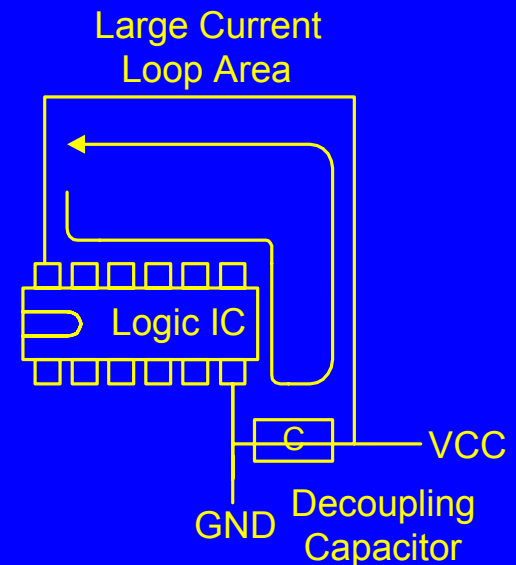 Large Current
Loop Area
Logic IC
C
VCC
GND
Decoupling
Capacitor